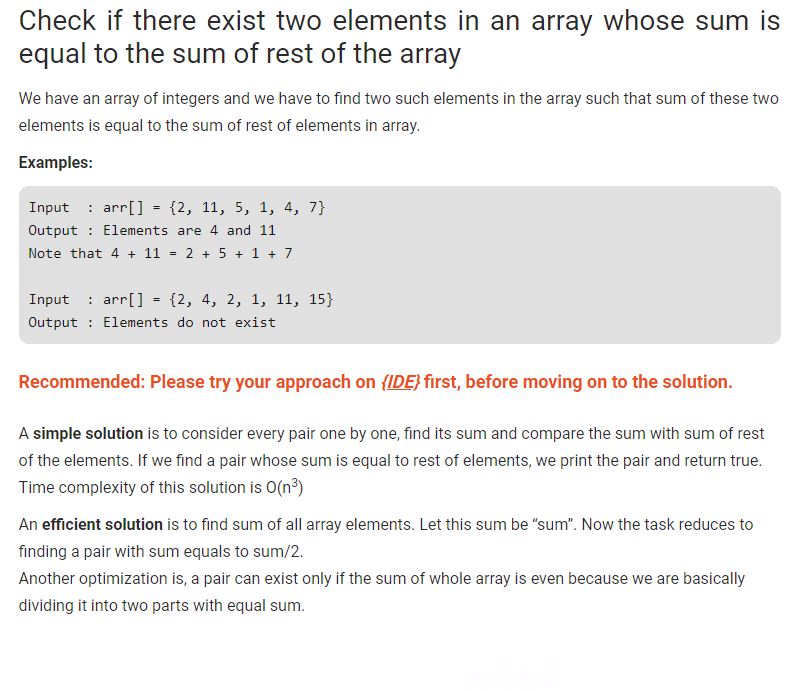 Check if there exist two elements in an array whose sum is
equal to the sum of rest of the array
We have an array of integers and we have to find two such elements in the array such that sum of these two
elements is equal to the sum of rest of elements in array.
Examples:
Input  : arr[] = {2, 11, 5, 1, 4, 7}
Output : Elements are 4 and 11
Note that 4 + 11 = 2 + 5 + 1 + 7
Input  : arr[] = {2, 4, 2, 1, 11, 15}
Output : Elements do not exist
Recommended: Please try your approach on {IDE} first, before moving on to the solution.
A simple solution is to consider every pair one by one, find its sum and compare the sum with sum of rest
of the elements. If we find a pair whose sum is equal to rest of elements, we print the pair and return true.
Time complexity of this solution is O(n³)
An efficient solution is to find sum of all array elements. Let this sum be “sum”. Now the task reduces to
finding a pair with sum equals to sum/2.
Another optimization is, a pair can exist only if the sum of whole array is even because we are basically
dividing it into two parts with equal sum.